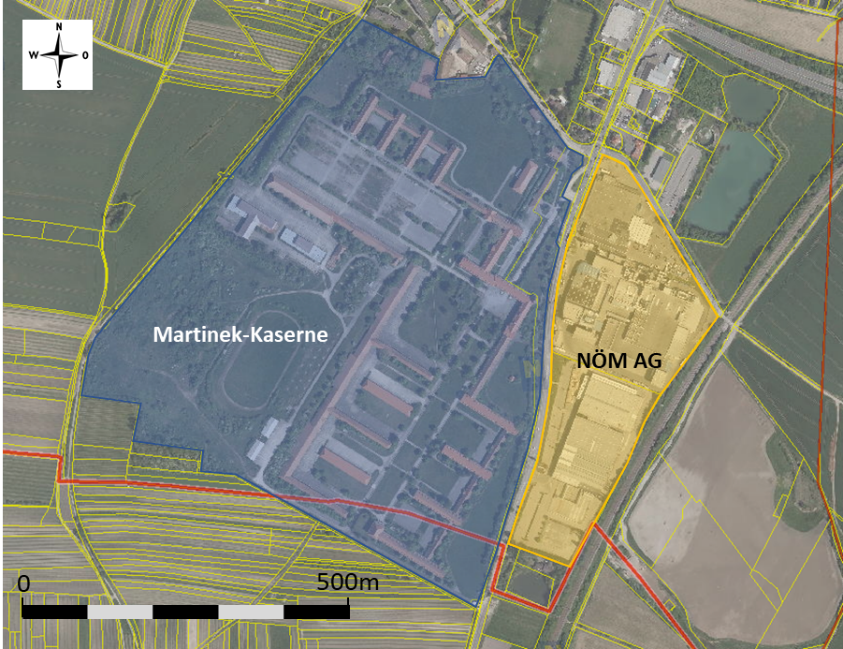 N
W O
S
Martinek-Kaserne
NÖM AG
0 500m